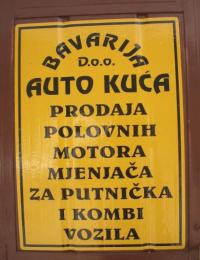 BAVARIJA
D.o.o.
AUTO KUĆA
PRODAJA
POLOVNIH
MOTORA
MJENJAČA
ZA PUTNIČKA
I KOMBI
VOZILA